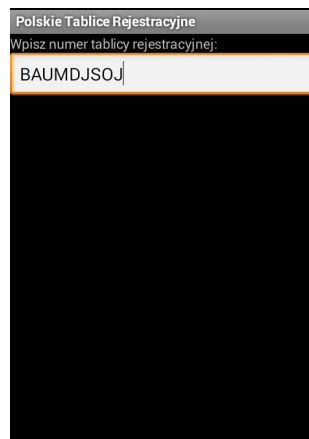 Polskie Tablice Rejestracyjne
Wpisz numer tablicy rejestracyjnej:
BAUMDJSOJ